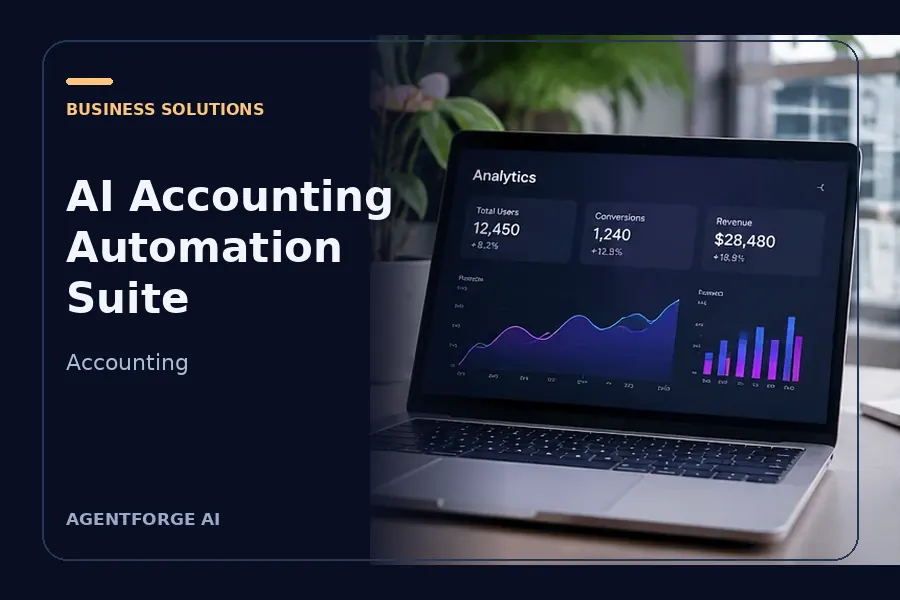 BUSINESS SOLUTIONS
AI Accounting
Automation
Suite
Accounting
AGENTFORGE AI
Analytics
Total Users
12,450
+8.2%
Conversions
1,240
+12.9%
Revenue
$28,480
+18.9%